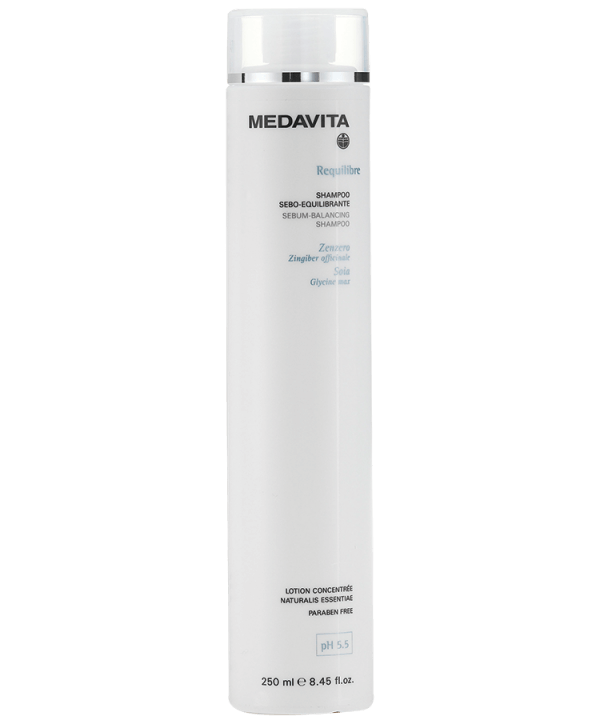 MEDAVITA
Requilibre
SHAMPOO
SEBO-EQUILIBRANTE
SEBUM-BALANCING
SHAMPOO
Zenzero
Zingiber officinale
Soia
Glycine max
LOTION CONCENTRÉE
NATURALIS ESSENTIAE
PARABEN FREE
pH 5.5
250 ml ℮ 8.45 fl.oz.